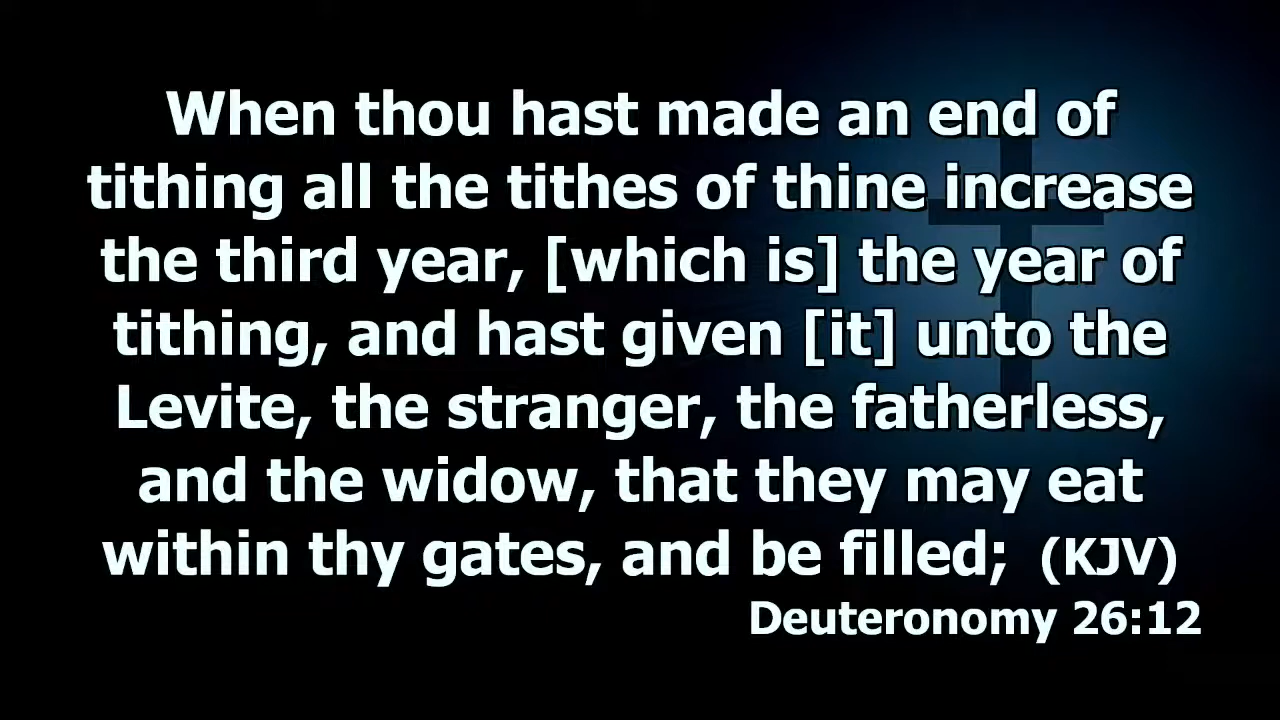 When thou hast made an end of
tithing all the tithes of thine increase
the third year, [which is] the year of
tithing, and hast given [it] unto the
Levite, the stranger, the fatherless,
and the widow, that they may eat
within thy gates, and be filled; (KJV)
Deuteronomy 26:12